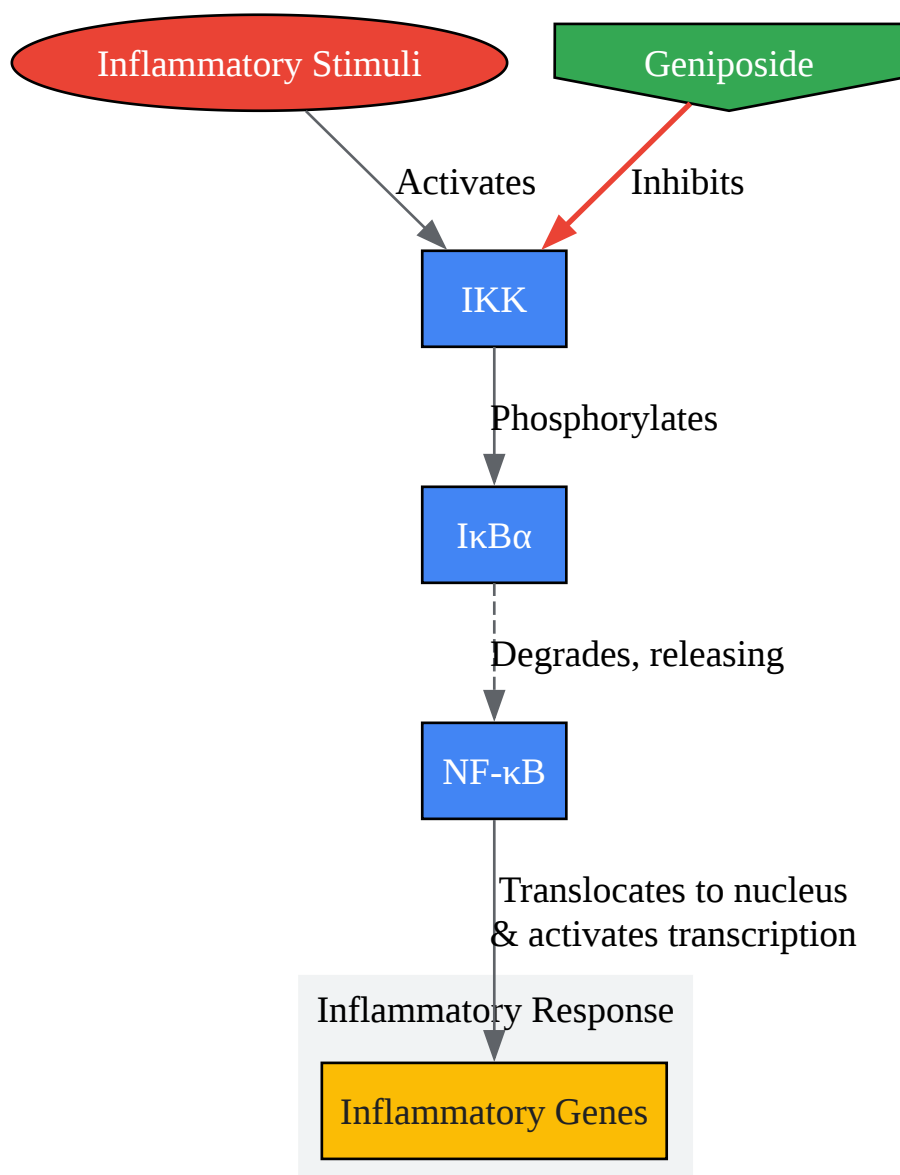 Inflammatory Stimuli
Geniposide
Activates
Inhibits
IKK
Phosphorylates
IκBα
Degrades, releasing
NF-κB
Translocates to nucleus
& activates transcription
Inflammatory Response
Inflammatory Genes